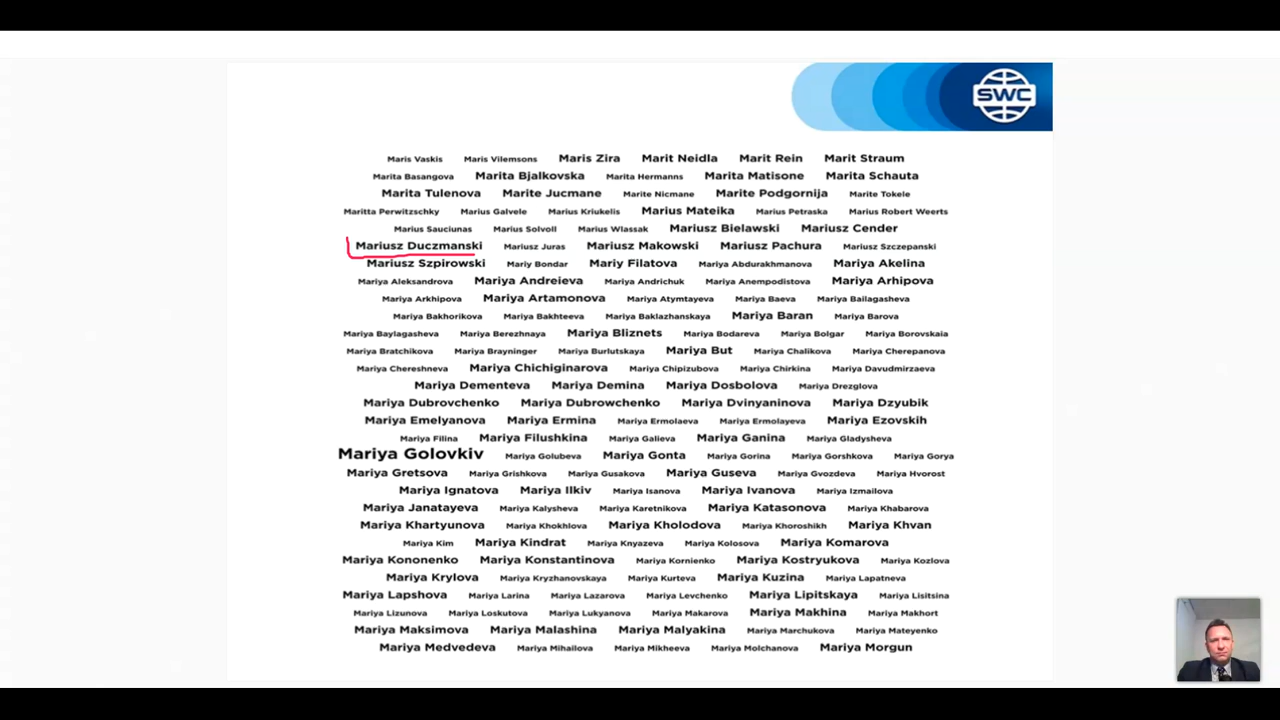 SWC
Maris Vaskis Maris Vilemsons Maris Zira Marit Neidla Marit Rein Marit Straum
Marita Basangova Marita Bjalkovska Marita Hermanns Marita Matisone Marita Schauta
Marita Tulenova Marite Jucmane Marite Nicmane Marite Podgornija Marite Tokele
Maritta Perwitzschky Marius Galvele Marius Kriukelis Marius Mateika Marius Petraska Marius Robert Weerts
Marius Sauciunas Marius Solvoll Marius Wlassak Mariusz Bielawski Mariusz Cender
Mariusz Duczmanski Mariusz Juras Mariusz Makowski Mariusz Pachura Mariusz Szczepanski
Mariusz Szpirowski Mariy Bondar Mariy Filatova Mariya Abdurakhmanova Mariya Akelina
Mariya Aleksandrova Mariya Andreieva Mariya Andrichuk Mariya Anempodistova Mariya Arhipova
Mariya Arkhipova Mariya Artamonova Mariya Atymtayeva Mariya Baeva Mariya Bailagasheva
Mariya Bakhorikova Mariya Bakhteeva Mariya Baklazhanskaya Mariya Baran Mariya Barova
Mariya Baylagasheva Mariya Berezhnaya Mariya Bliznets Mariya Bodareva Mariya Bolgar Mariya Borovskaia
Mariya Bratchikova Mariya Brayninger Mariya Burlutskaya Mariya But Mariya Chalikova Mariya Cherepanova
Mariya Chereshneva Mariya Chichiginarova Mariya Chipizubova Mariya Chirkina Mariya Davudmirzaeva
Mariya Dementeva Mariya Demina Mariya Dosbolova Mariya Drezglova
Mariya Dubrovchenko Mariya Dubrowchenko Mariya Dvinyaninova Mariya Dzyubik
Mariya Emelyanova Mariya Ermina Mariya Ermolaeva Mariya Ermolayeva Mariya Ezovskih
Mariya Filina Mariya Filushkina Mariya Galieva Mariya Ganina Mariya Gladysheva
Mariya Golovkiv Mariya Golubeva Mariya Gonta Mariya Gorina Mariya Gorshkova Mariya Gorya
Mariya Gretsova Mariya Grishkova Mariya Gusakova Mariya Guseva Mariya Gvozdeva Mariya Hvorost
Mariya Ignatova Mariya Ilkiv Mariya Isanova Mariya Ivanova Mariya Izmailova
Mariya Janatayeva Mariya Kalysheva Mariya Karetnikova Mariya Katasonova Mariya Khabarova
Mariya Khartyunova Mariya Khokhlova Mariya Kholodova Mariya Khoroshikh Mariya Khvan
Mariya Kim Mariya Kindrat Mariya Knyazeva Mariya Kolosova Mariya Komarova
Mariya Kononenko Mariya Konstantinova Mariya Kornienko Mariya Kostryukova Mariya Kozlova
Mariya Krylova Mariya Kryzhanovskaya Mariya Kurteva Mariya Kuzina Mariya Lapatneva
Mariya Lapshova Mariya Larina Mariya Lazarova Mariya Levchenko Mariya Lipitskaya Mariya Lisitsina
Mariya Lizunova Mariya Loskutova Mariya Lukyanova Mariya Makarova Mariya Makhina Mariya Makhort
Mariya Maksimova Mariya Malashina Mariya Malyakina Mariya Marchukova Mariya Mateyenko
Mariya Medvedeva Mariya Mihailova Mariya Mikheeva Mariya Molchanova Mariya Morgun